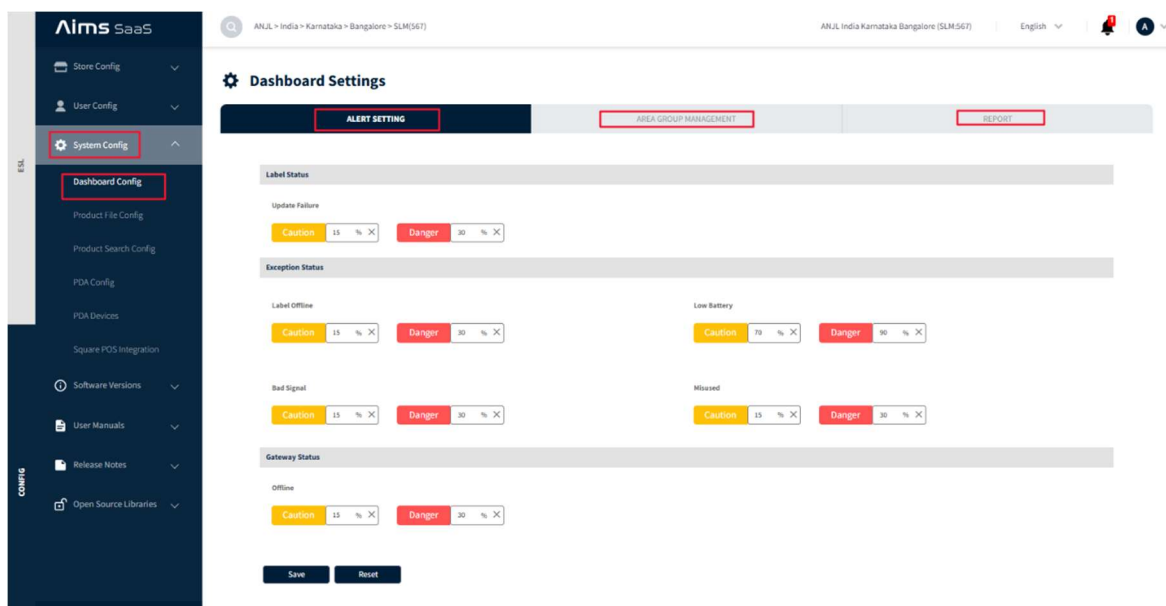 Aims SaaS
ANJL > India > Karnataka > Bangalore > SLM(S67)
ANJL India Karnataka Bangalore (SLM:S67)
English
1
A
Store Config
User Config
System Config
Dashboard Config
Product File Config
Product Search Config
PDA Config
PDA Devices
Square POS Integration
Software Versions
User Manuals
Release Notes
Open Source Libraries
ESL
CONFIG
Dashboard Settings
ALERT SETTING
AREA GROUP MANAGEMENT
REPORT
Label Status
Update Failure
Caution 15 % Danger 30 %
Exception Status
Label Offline
Caution 15 % Danger 30 %
Low Battery
Caution 70 % Danger 90 %
Bad Signal
Caution 15 % Danger 30 %
Misused
Caution 15 % Danger 30 %
Gateway Status
Offline
Caution 15 % Danger 30 %
Save Reset